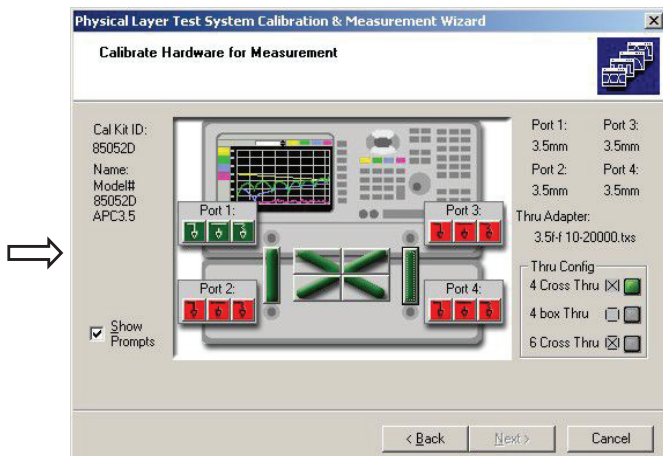 Physical Layer Test System Calibration & Measurement Wizard
Calibrate Hardware for Measurement
Cal Kit ID:
85052D
Name:
Model#
85052D
APC3.5
Show
Prompts
Port 1:
Port 2:
Port 3:
Port 4:
Port 1: Port 3:
3.5mm 3.5mm
Port 2: Port 4:
3.5mm 3.5mm
Thru Adapter:
3.5f-f 10-20000.txs
Thru Config
4 Cross Thru
4 box Thru
6 Cross Thru
< Back Next > Cancel